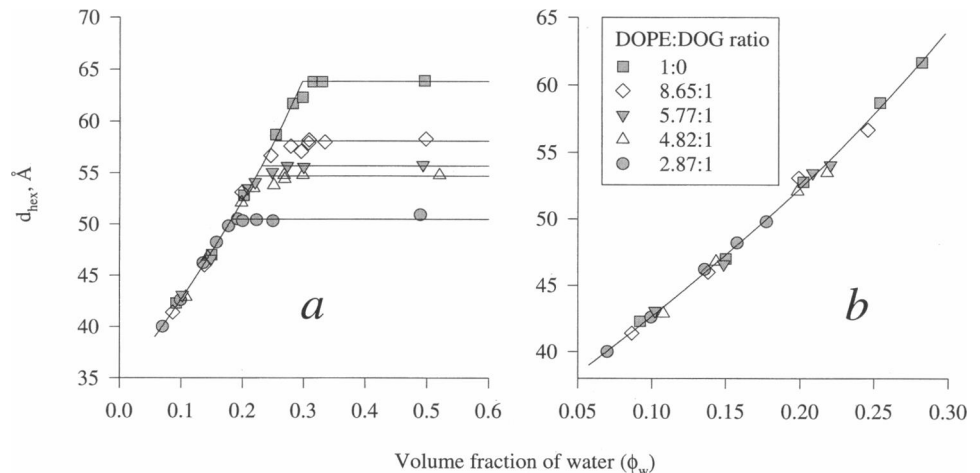 70
65
60
55
50
45
40
35
d_hex, Å
0.0 0.1 0.2 0.3 0.4 0.5 0.6
a
65
60
55
50
45
40
0.05 0.10 0.15 0.20 0.25 0.30
b
DOPE:DOG ratio
1:0
8.65:1
5.77:1
4.82:1
2.87:1
Volume fraction of water (ϕ_w)